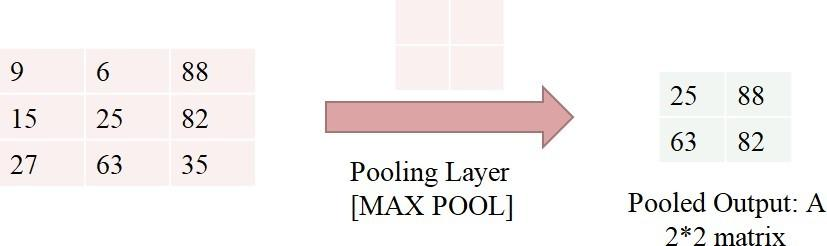 9 6 88
15 25 82
27 63 35
Pooling Layer
[MAX POOL]
25 88
63 82
Pooled Output: A
2*2 matrix